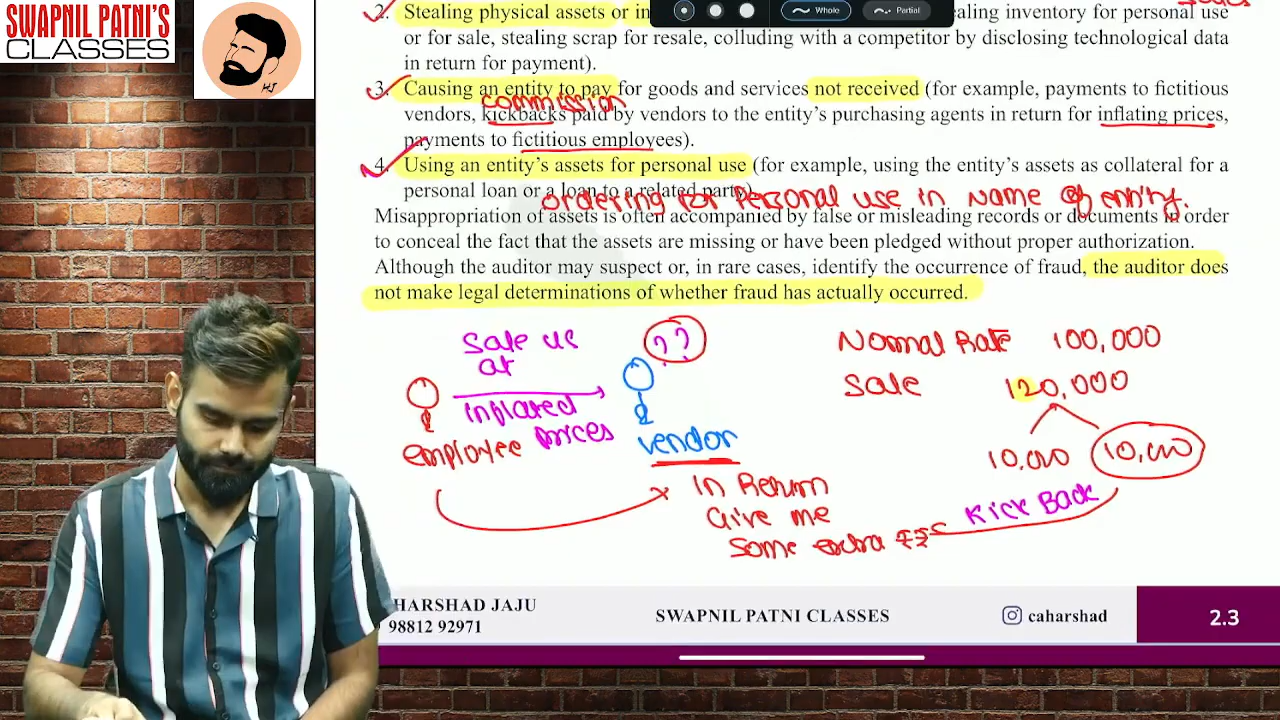 SWAPNIL PATNI'S
CLASSES
HJ
Whole
Partial
2. Stealing physical assets or in
ealing inventory for personal use
or for sale, stealing scrap for resale, colluding with a competitor by disclosing technological data
in return for payment).
3. Causing an entity to pay for goods and services not received (for example, payments to fictitious
commission
vendors, kickbacks paid by vendors to the entity's purchasing agents in return for inflating prices,
payments to fictitious employees).
4. Using an entity's assets for personal use (for example, using the entity's assets as collateral for a
personal loan or a loan to a related party).
ordering for Personal use in Name of entity.
Misappropriation of assets is often accompanied by false or misleading records or documents in order
to conceal the fact that the assets are missing or have been pledged without proper authorization.
Although the auditor may suspect or, in rare cases, identify the occurrence of fraud, the auditor does
not make legal determinations of whether fraud has actually occurred.
Sale us
at
inflated
prices
employee
??
vendor
In Return
Give me
Some extra ₹₹
Normal Rate 100,000
Sale 120,000
10,000 10,000
Kick Back
HARSHAD JAJU
98812 92971
SWAPNIL PATNI CLASSES
caharshad
2.3